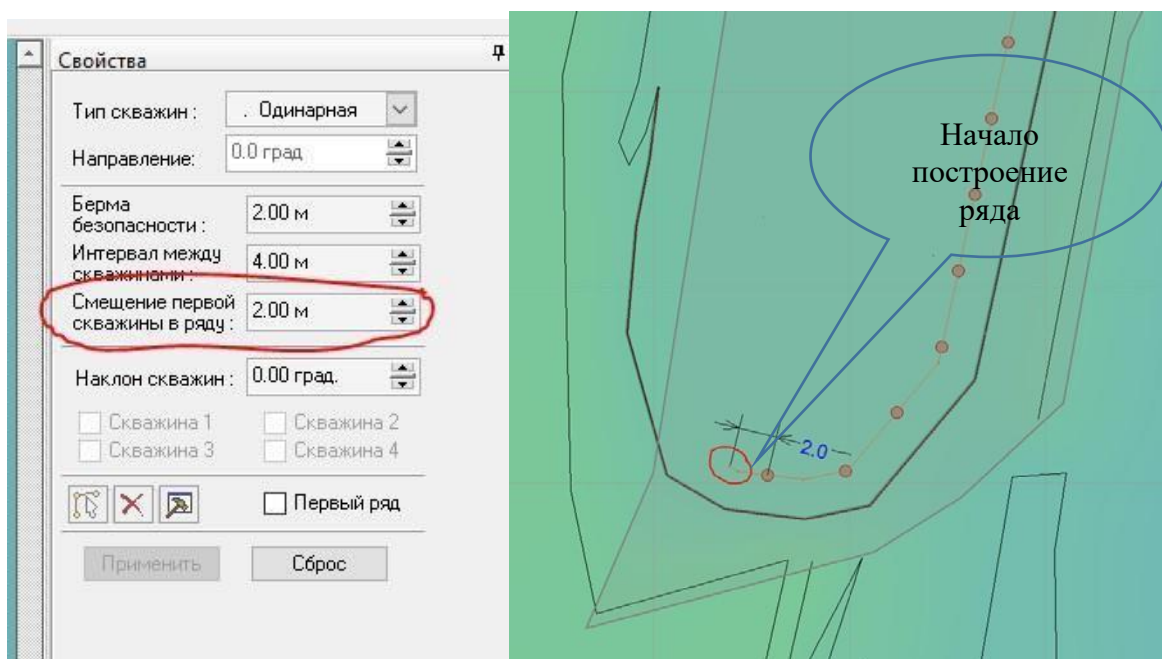 Свойства
Тип скважин : . Одинарная
Направление: 0.0 град
Берма
безопасности : 2.00 м
Интервал между
скважинами : 4.00 м
Смещение первой
скважины в ряду : 2.00 м
Наклон скважин : 0.00 град.
Скважина 1 Скважина 2
Скважина 3 Скважина 4
Первый ряд
Применить Сброс
Начало
построение
ряда
2.0